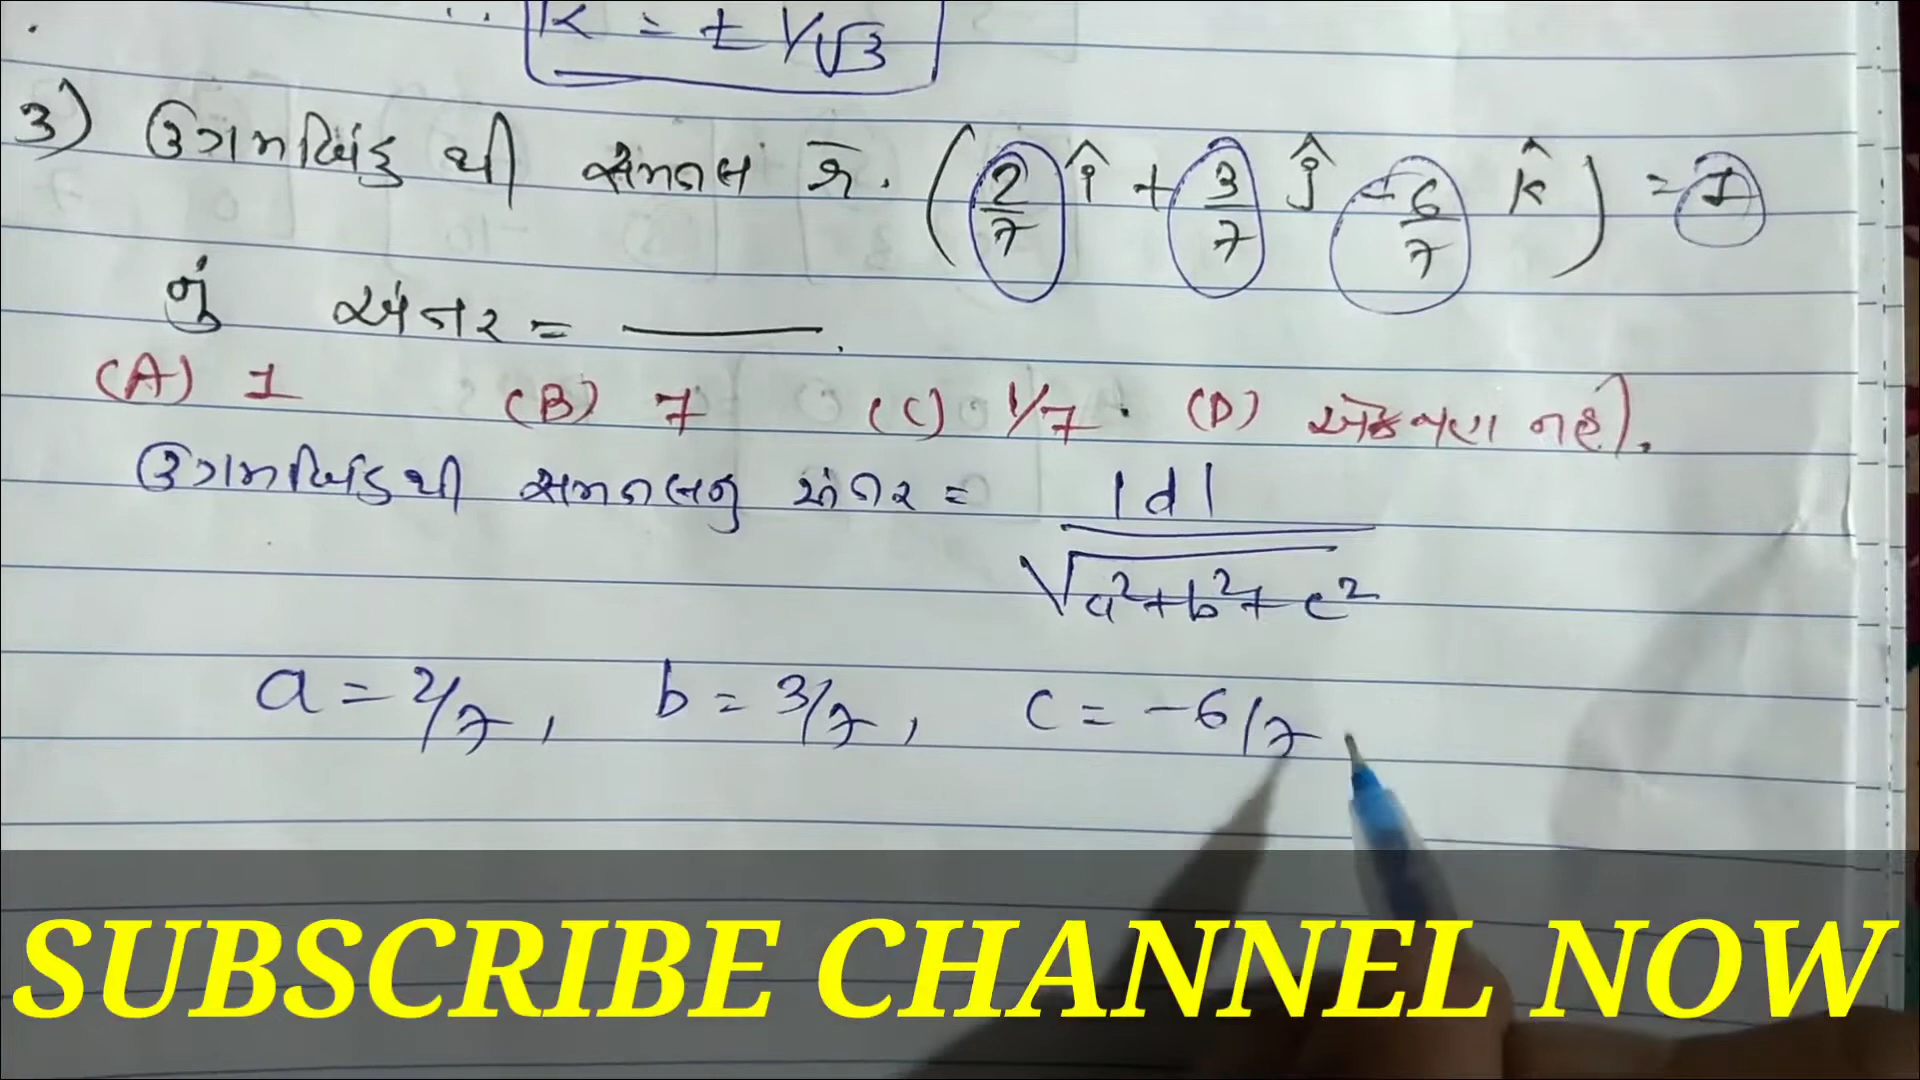 K = ± 1/√3
3) ઉગમબિંદુ થી સમતલ r̄. (2/7 î + 3/7 ĵ - 6/7 k̂) = 1
નું અંતર = ______.
(A) 1 (B) 7 (C) 1/7. (D) એકપણ નહી.
ઉગમબિંદુથી સમતલનું અંતર = |d| / √a²+b²+c²
a = 2/7, b = 3/7, c = -6/7
SUBSCRIBE CHANNEL NOW